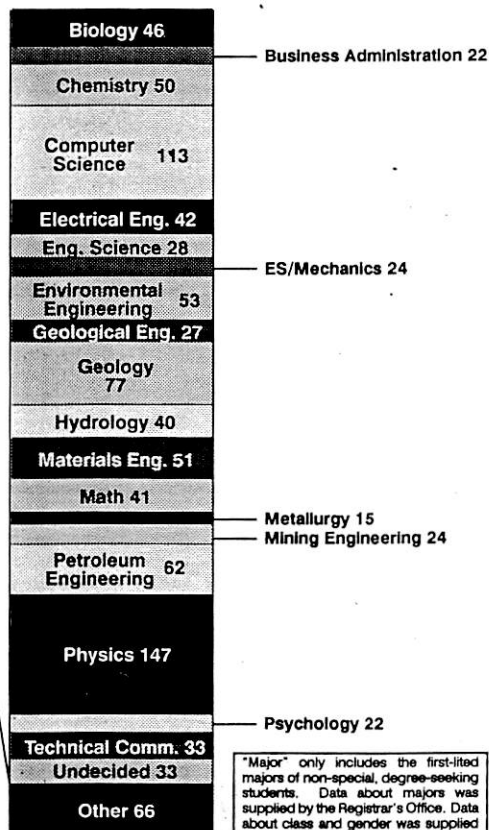 Biology 46
Business Administration 22
Chemistry 50
Computer
Science 113
Electrical Eng. 42
Eng. Science 28
ES/Mechanics 24
Environmental
Engineering 53
Geological Eng. 27
Geology
77
Hydrology 40
Materials Eng. 51
Math 41
Metallurgy 15
Mining Engineering 24
Petroleum
Engineering 62
Physics 147
Psychology 22
Technical Comm. 33
Undecided 33
Other 66
"Major" only includes the first-lited
majors of non-special, degree-seeking
students. Data about majors was
supplied by the Registrar's Office. Data
about class and gender was supplied